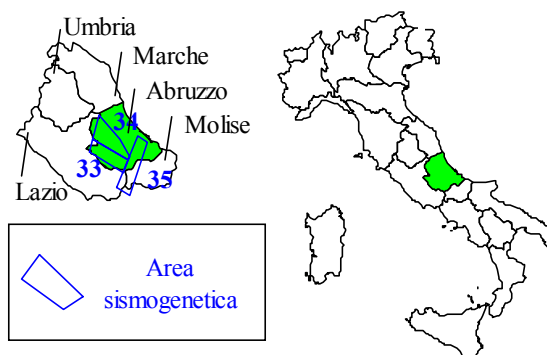 Umbria
Marche
Abruzzo
Molise
34
33
35
Lazio
Area
sismogenetica